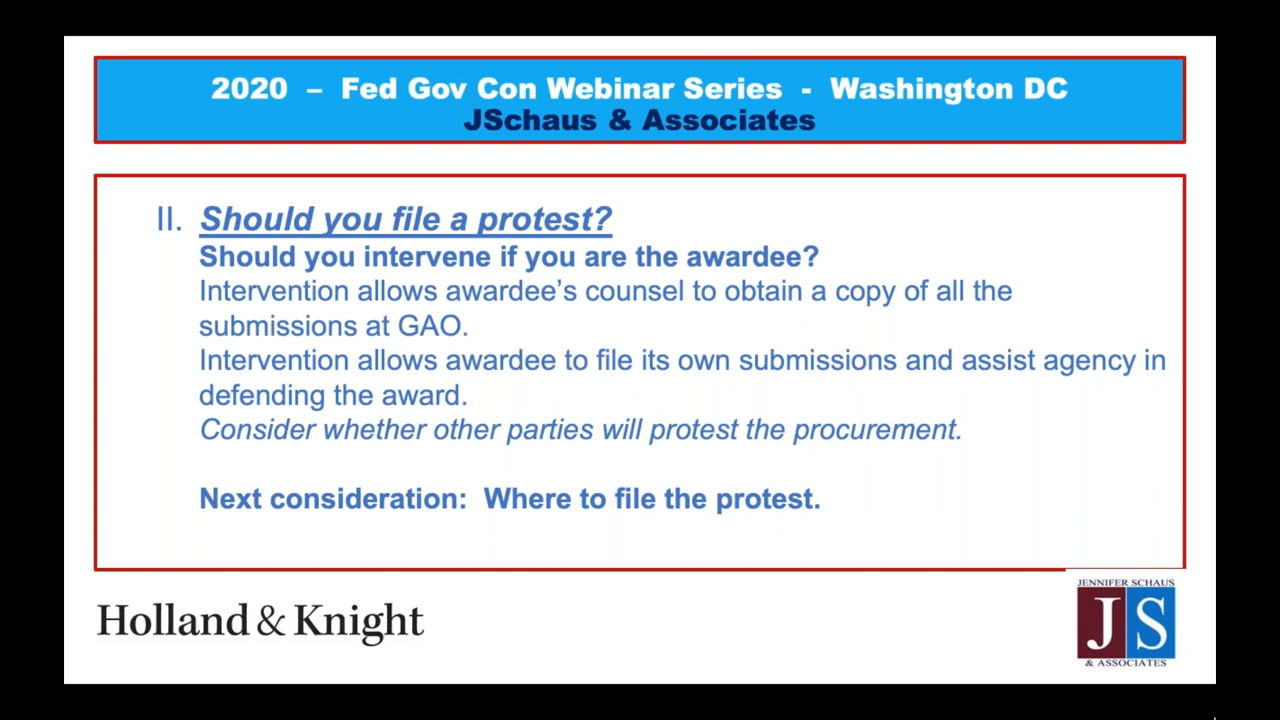 2020 – Fed Gov Con Webinar Series - Washington DC
JSchaus & Associates
II. Should you file a protest?
Should you intervene if you are the awardee?
Intervention allows awardee’s counsel to obtain a copy of all the
submissions at GAO.
Intervention allows awardee to file its own submissions and assist agency in
defending the award.
Consider whether other parties will protest the procurement.
Next consideration: Where to file the protest.
Holland & Knight
JENNIFER SCHAUS
JS
& ASSOCIATES